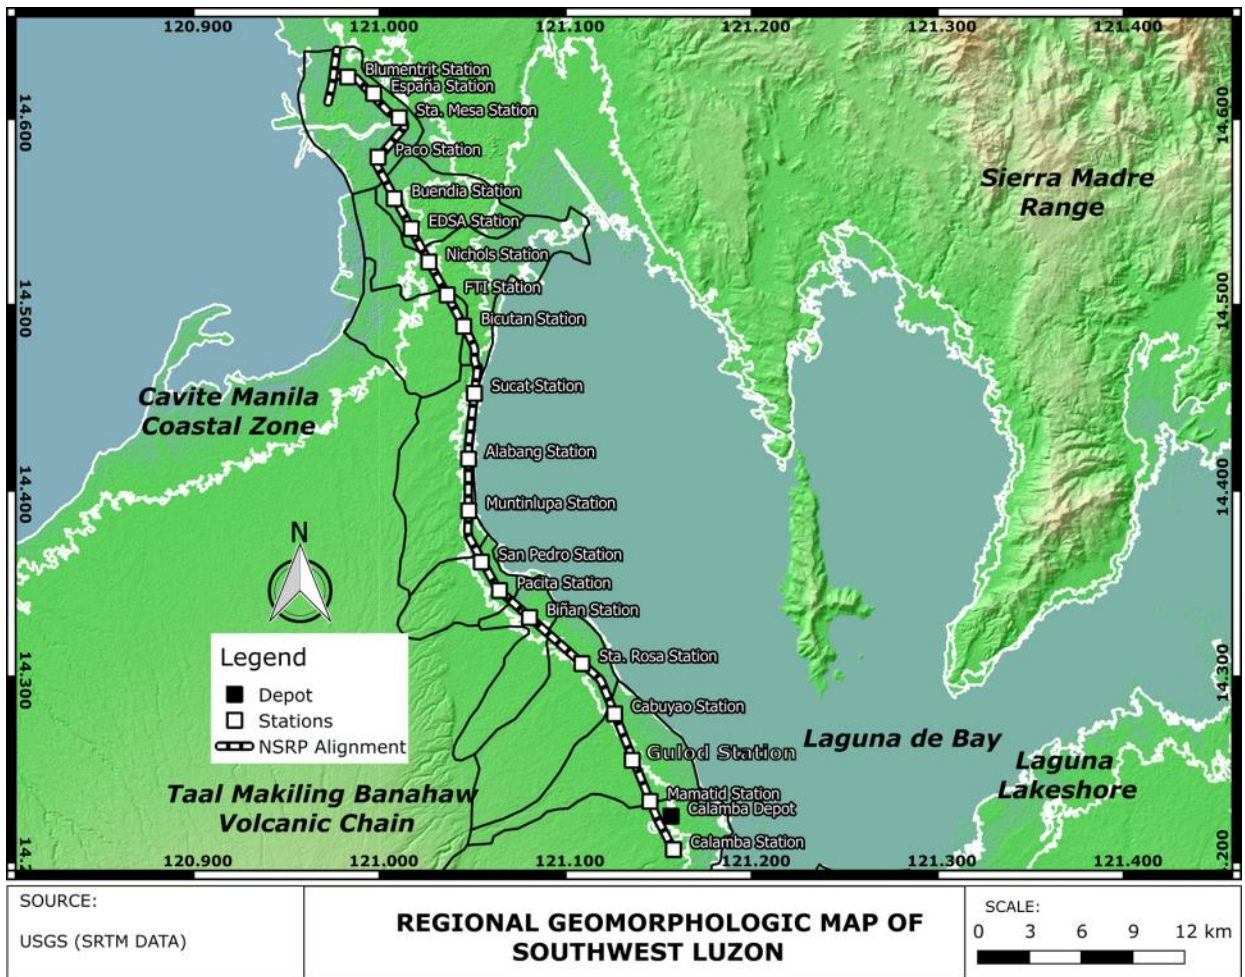 120.900 121.000 121.100 121.200 121.300 121.400
Blumentrit Station
España Station
Sta. Mesa Station
14.600
14.600
Paco Station
Sierra Madre
Range
Buendia Station
EDSA Station
Nichols Station
FTI Station
14.500
14.500
Bicutan Station
Sucat Station
Cavite Manila
Coastal Zone
Alabang Station
14.400
14.400
Muntinlupa Station
N
San Pedro Station
Pacita Station
Biñan Station
Legend
Depot
Stations
NSRP Alignment
Sta. Rosa Station
14.300
14.300
Cabuyao Station
Laguna de Bay
Gulod Station
Laguna
Lakeshore
Taal Makiling Banahaw
Volcanic Chain
Mamatid Station
Calamba Depot
Calamba Station
14.2
.200
120.900 121.000 121.100 121.200 121.300 121.400
SOURCE:
USGS (SRTM DATA)
REGIONAL GEOMORPHOLOGIC MAP OF
SOUTHWEST LUZON
SCALE:
0 3 6 9 12 km